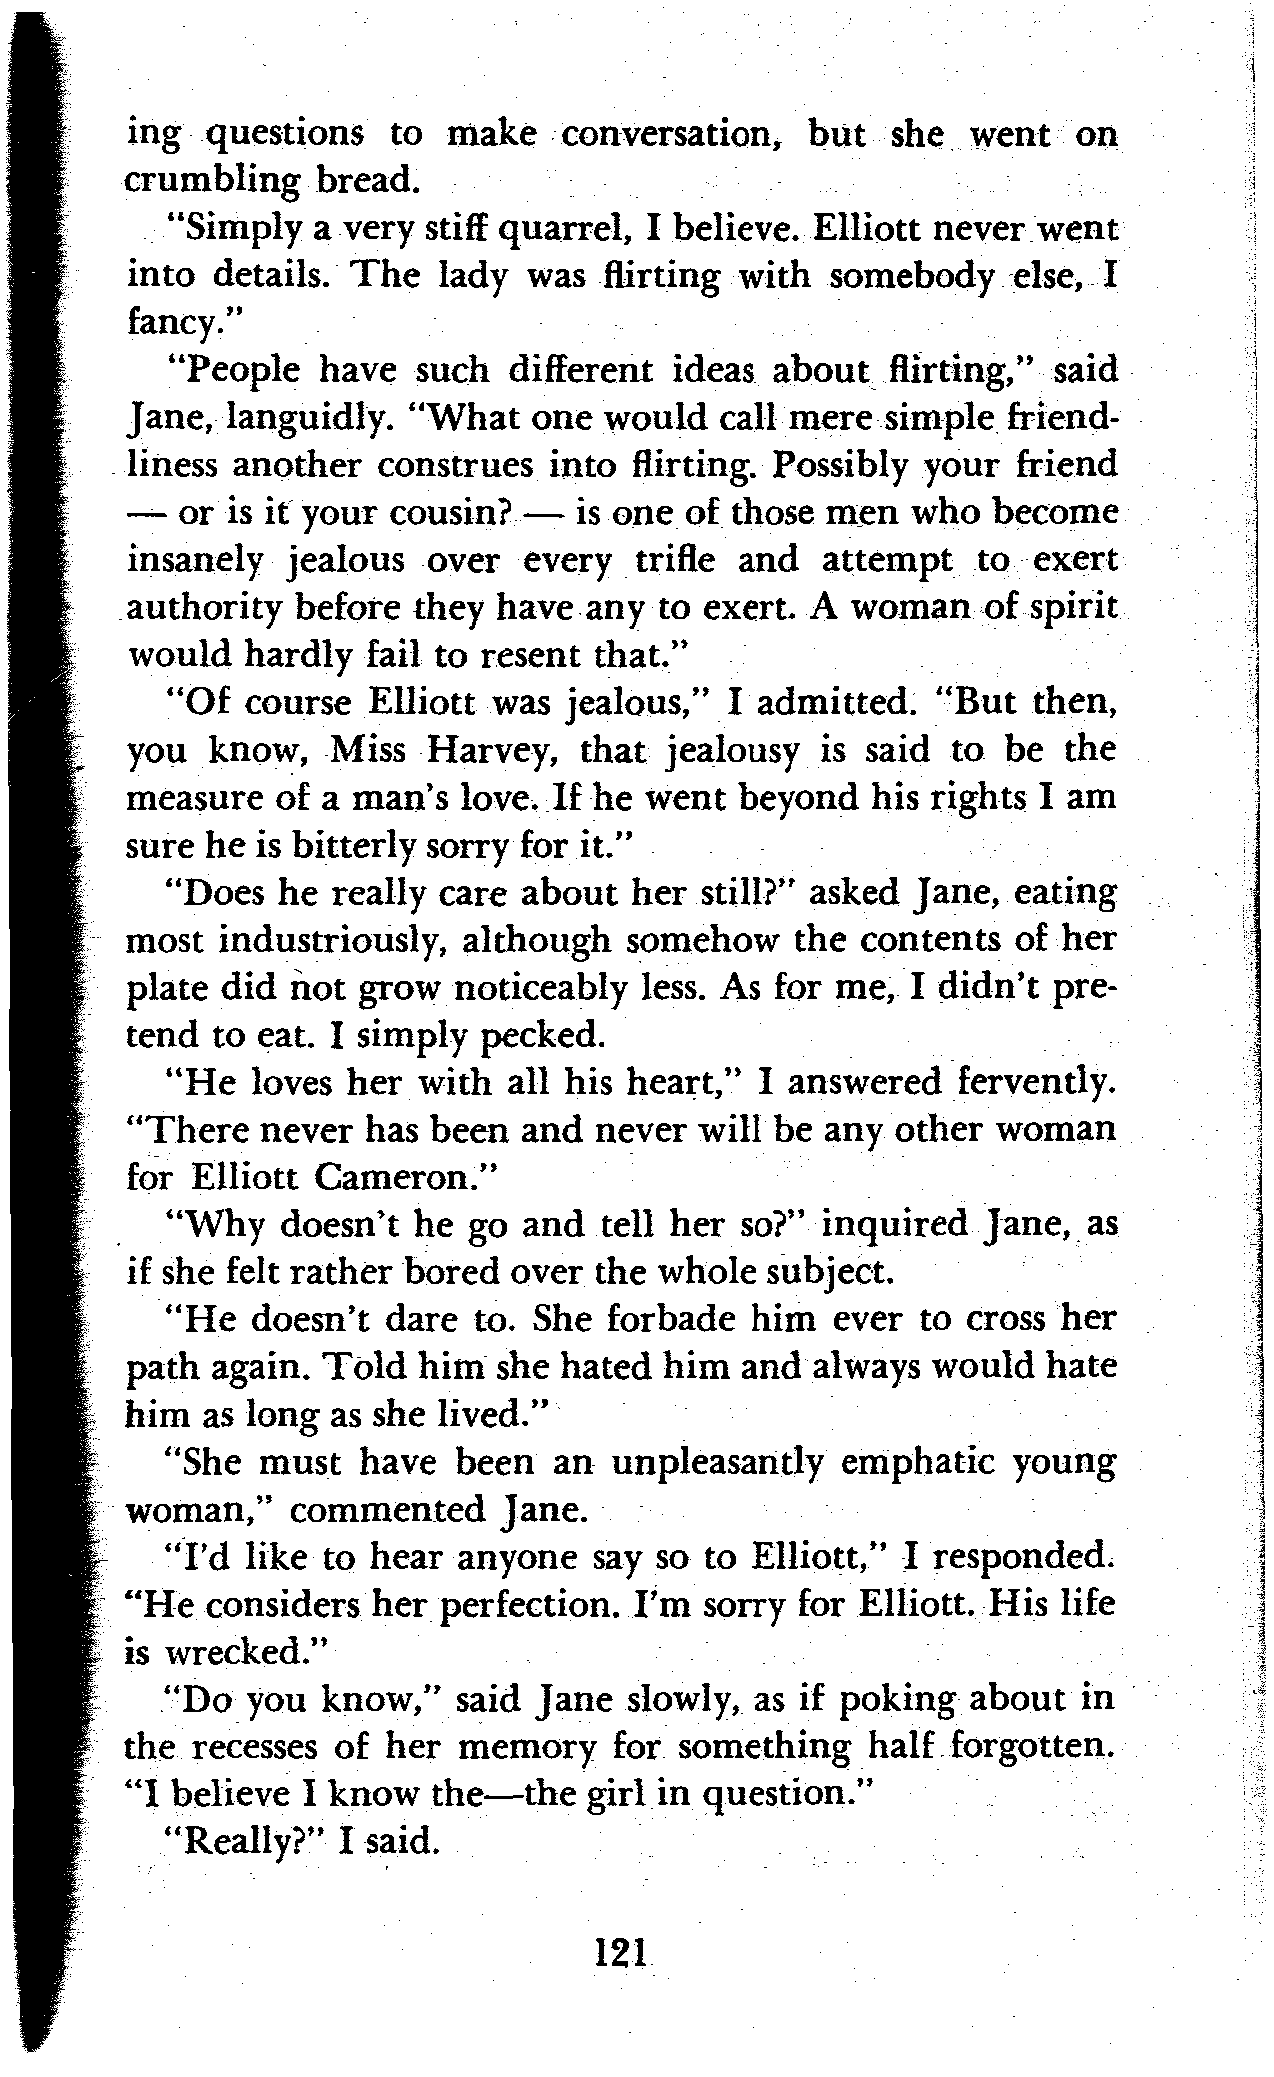 ing questions to make conversation, but she went on
crumbling bread.
"Simply a very stiff quarrel, I believe. Elliott never went
into details. The lady was flirting with somebody else, I
fancy."
"People have such different ideas about flirting," said
Jane, languidly. "What one would call mere simple friend-
liness another construes into flirting. Possibly your friend
— or is it your cousin? — is one of those men who become
insanely jealous over every trifle and attempt to exert
authority before they have any to exert. A woman of spirit
would hardly fail to resent that."
"Of course Elliott was jealous," I admitted. "But then,
you know, Miss Harvey, that jealousy is said to be the
measure of a man's love. If he went beyond his rights I am
sure he is bitterly sorry for it."
"Does he really care about her still?" asked Jane, eating
most industriously, although somehow the contents of her
plate did not grow noticeably less. As for me, I didn't pre-
tend to eat. I simply pecked.
"He loves her with all his heart," I answered fervently.
"There never has been and never will be any other woman
for Elliott Cameron."
"Why doesn't he go and tell her so?" inquired Jane, as
if she felt rather bored over the whole subject.
"He doesn't dare to. She forbade him ever to cross her
path again. Told him she hated him and always would hate
him as long as she lived."
"She must have been an unpleasantly emphatic young
woman," commented Jane.
"I'd like to hear anyone say so to Elliott," I responded.
"He considers her perfection. I'm sorry for Elliott. His life
is wrecked."
"Do you know," said Jane slowly, as if poking about in
the recesses of her memory for something half forgotten.
"I believe I know the—the girl in question."
"Really?" I said.
121